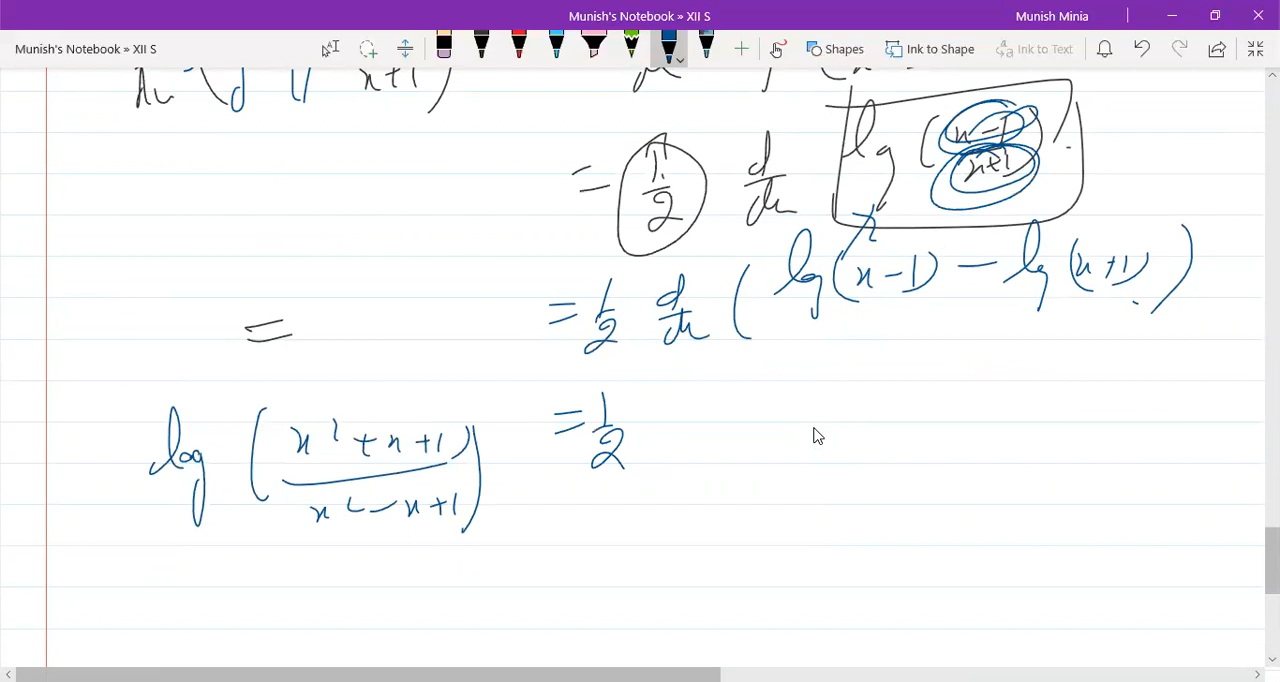 Munish's Notebook » XII S
Munish Minia
Munish's Notebook » XII S
Shapes
Ink to Shape
Ink to Text
x+1)
= 1/2 d/dx log (x-1/x+1)
= 1/2 d/dx ( log(x-1) - log(x+1) )
=
= 1/2
log ( x² + x + 1 / x² - x + 1 )